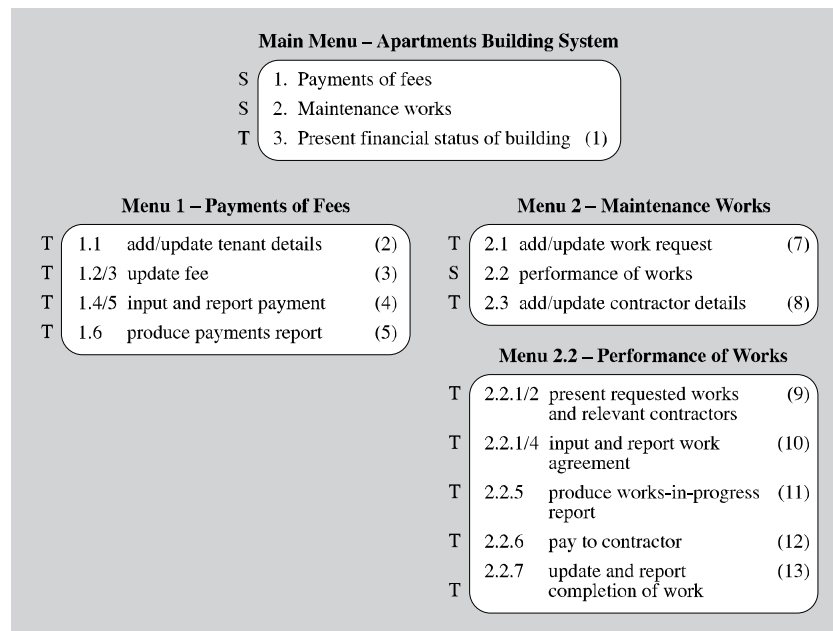 Main Menu – Apartments Building System
S 1. Payments of fees
S 2. Maintenance works
T 3. Present financial status of building (1)
Menu 1 – Payments of Fees
T 1.1 add/update tenant details (2)
T 1.2/3 update fee (3)
T 1.4/5 input and report payment (4)
T 1.6 produce payments report (5)
Menu 2 – Maintenance Works
T 2.1 add/update work request (7)
S 2.2 performance of works
T 2.3 add/update contractor details (8)
Menu 2.2 – Performance of Works
T 2.2.1/2 present requested works (9)
and relevant contractors
T 2.2.1/4 input and report work (10)
agreement
T 2.2.5 produce works-in-progress (11)
report
T 2.2.6 pay to contractor (12)
2.2.7 update and report (13)
T completion of work